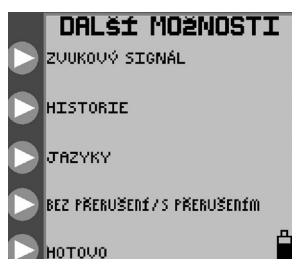 DALŠÍ MOŽNOSTI
ZVUKOVÝ SIGNÁL
HISTORIE
JAZYKY
BEZ PŘERUŠENÍ/S PŘERUŠENÍM
HOTOVO